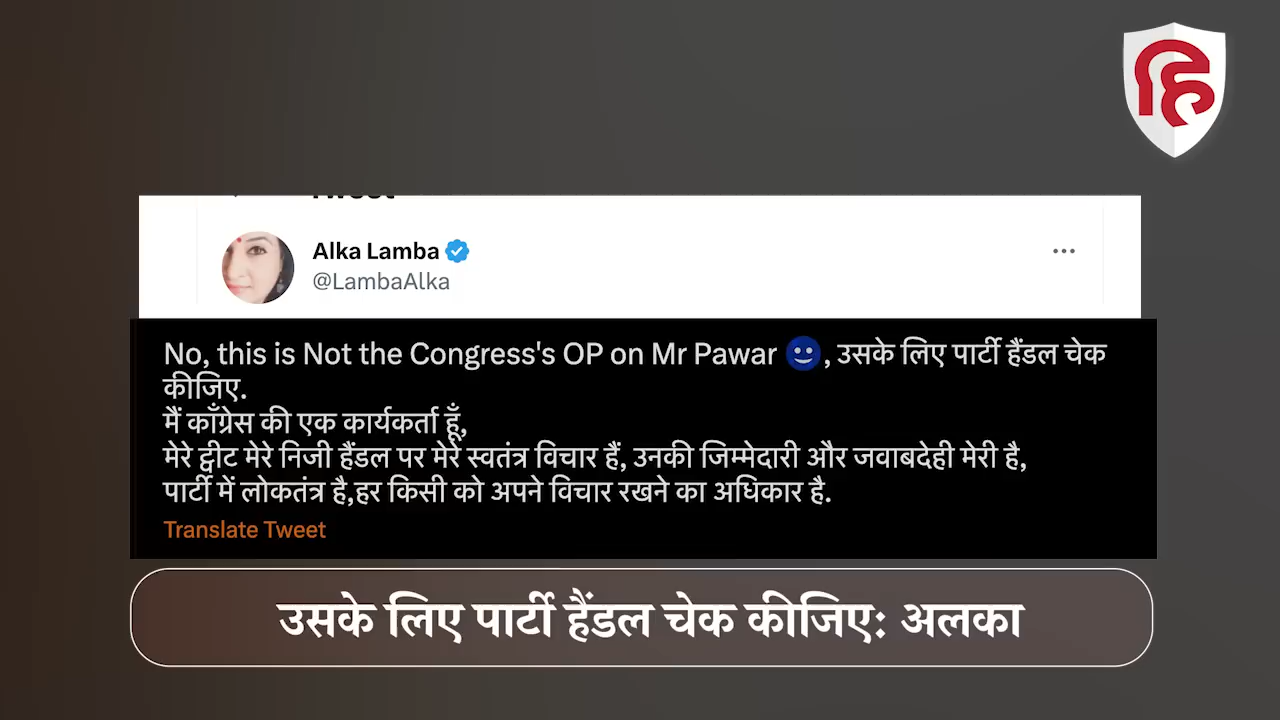 हि
Tweet
Alka Lamba
@LambaAlka
No, this is Not the Congress's OP on Mr Pawar 🙂, उसके लिए पार्टी हैंडल चेक
कीजिए.
मैं काँग्रेस की एक कार्यकर्ता हूँ,
मेरे ट्वीट मेरे निजी हैंडल पर मेरे स्वतंत्र विचार हैं, उनकी जिम्मेदारी और जवाबदेही मेरी है,
पार्टी में लोकतंत्र है,हर किसी को अपने विचार रखने का अधिकार है.
Translate Tweet
उसके लिए पार्टी हैंडल चेक कीजिए: अलका